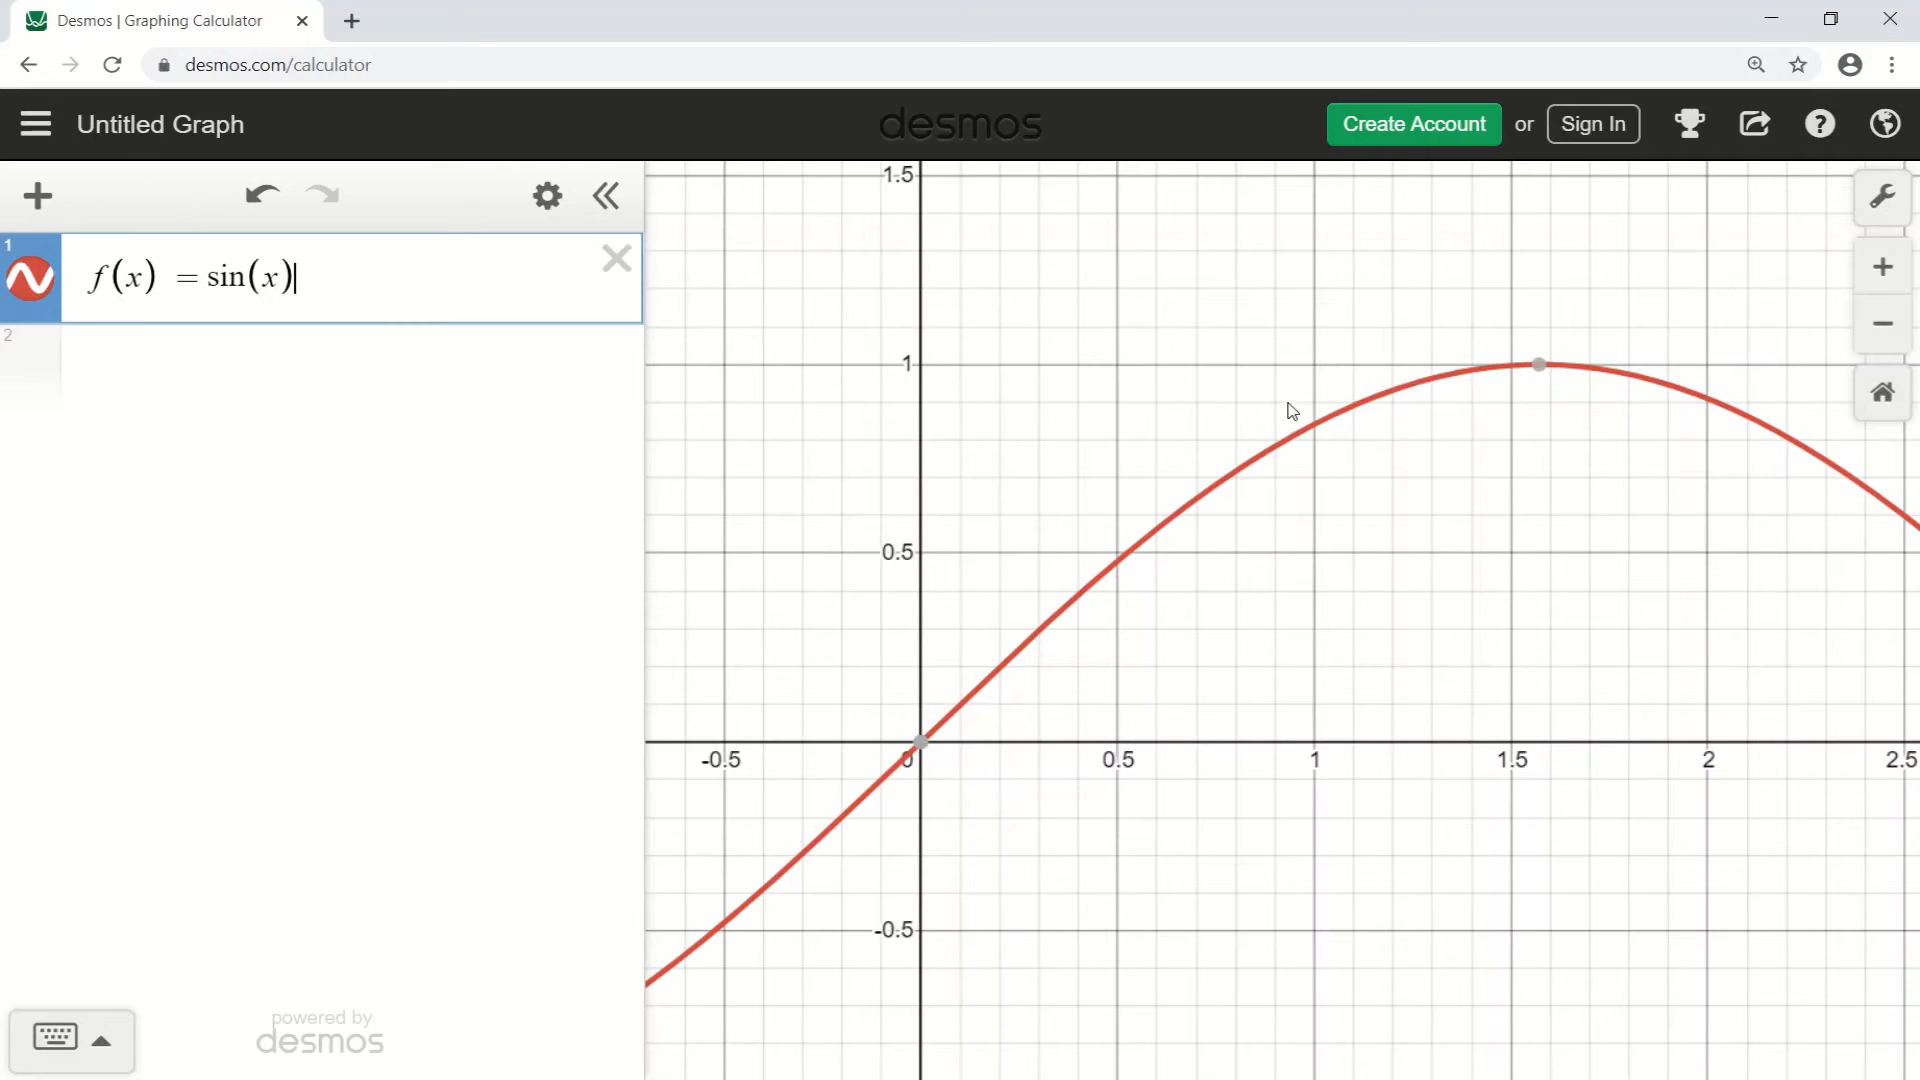 Desmos | Graphing Calculator
desmos.com/calculator
Untitled Graph
desmos
Create Account or Sign In
1
f(x) = sin(x)
2
1.5
1
0.5
-0.5 0 0.5 1 1.5 2 2.5
-0.5
powered by
desmos